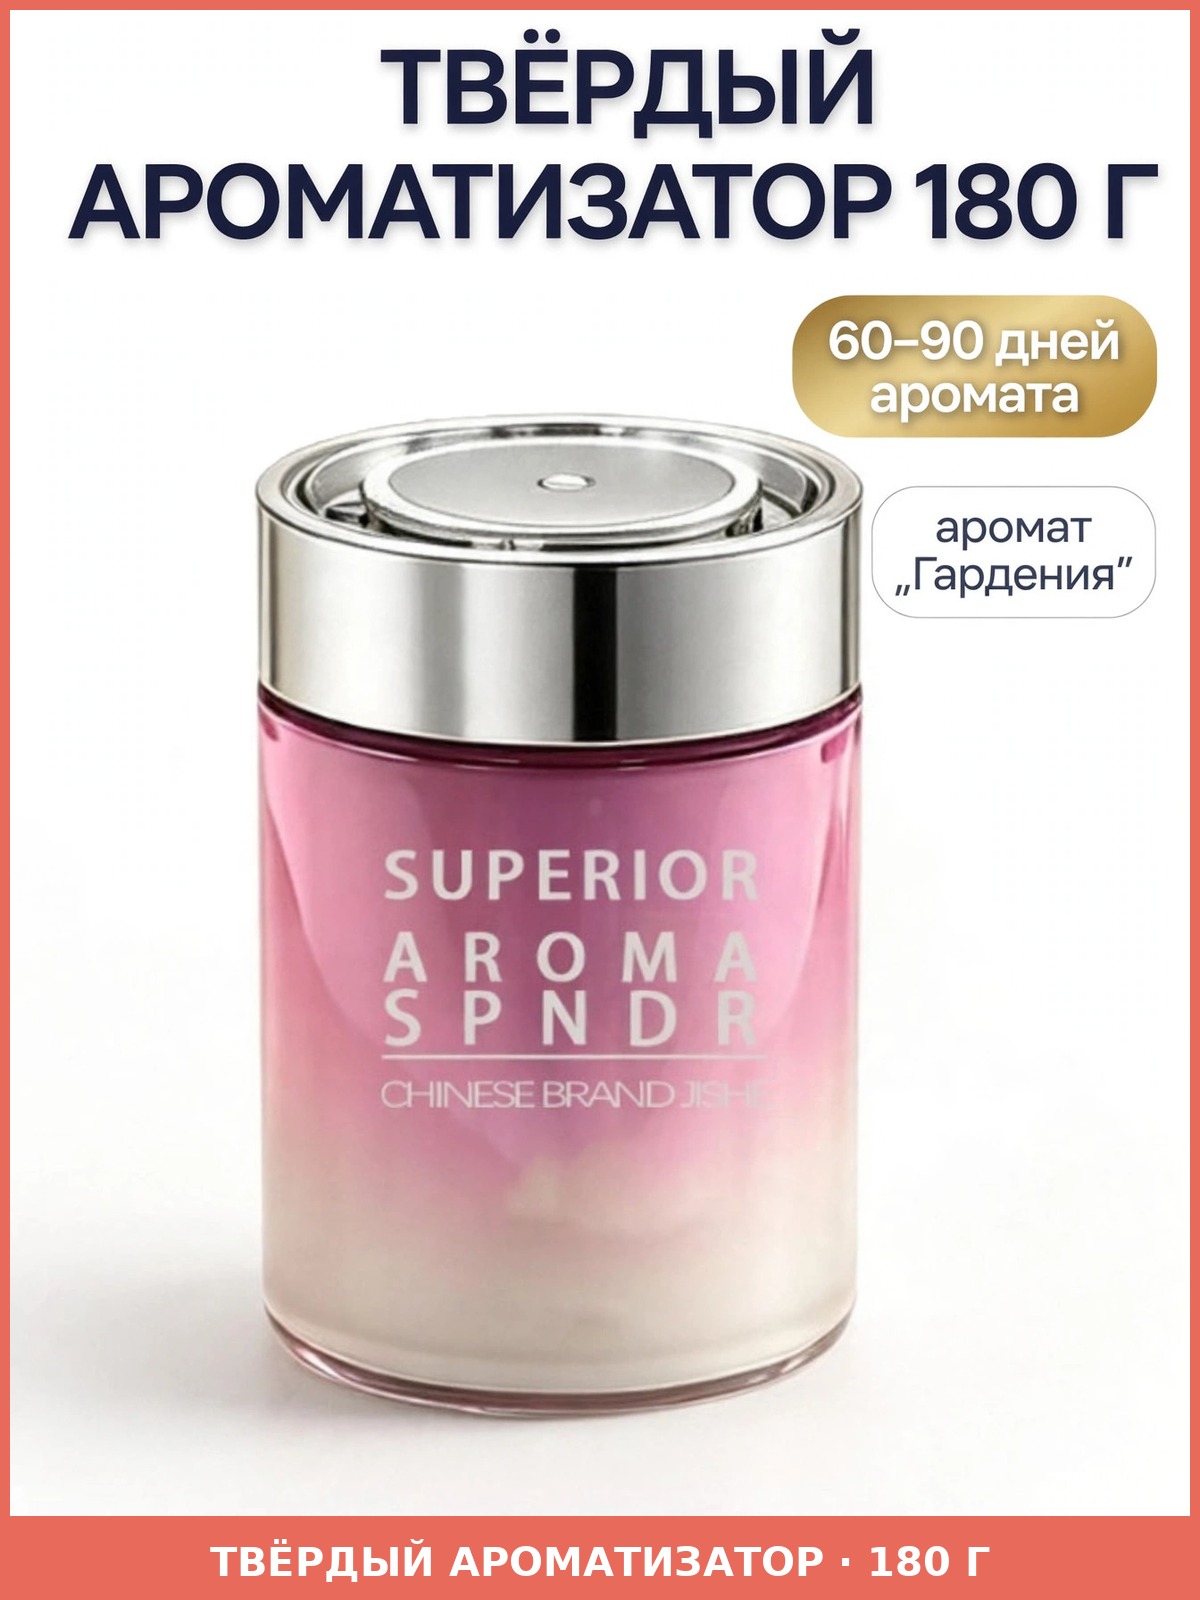 ТВЁРДЫЙ
АРОМАТИЗАТОР 180 Г
60–90 дней
аромата
аромат
„Гардения”
SUPERIOR
AROMA
SPNDR
CHINESE BRAND JISHE
ТВЁРДЫЙ АРОМАТИЗАТОР · 180 Г